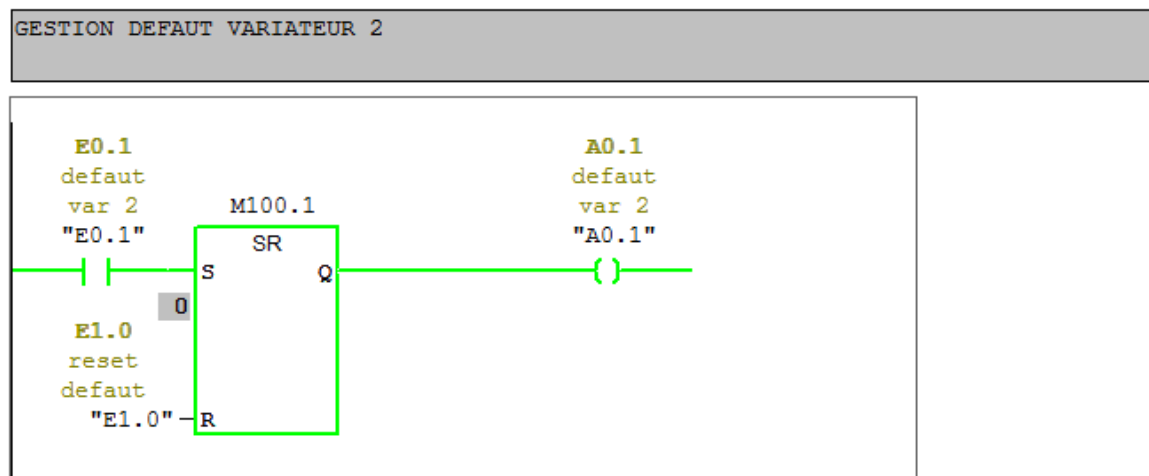 GESTION DEFAUT VARIATEUR 2
E0.1
defaut
var 2
"E0.1"
M100.1
SR
S
Q
0
E1.0
reset
defaut
"E1.0"
R
A0.1
defaut
var 2
"A0.1"